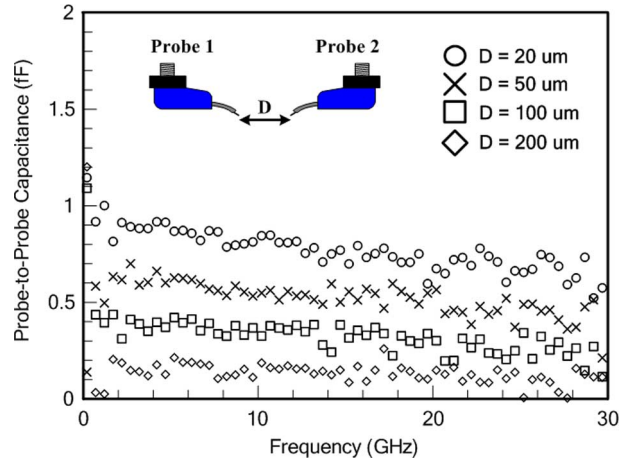 2
Probe 1 Probe 2
D = 20 um
D = 50 um
D = 100 um
D = 200 um
D
1.5
1
0.5
0
Probe-to-Probe Capacitance (fF)
0 10 20 30
Frequency (GHz)